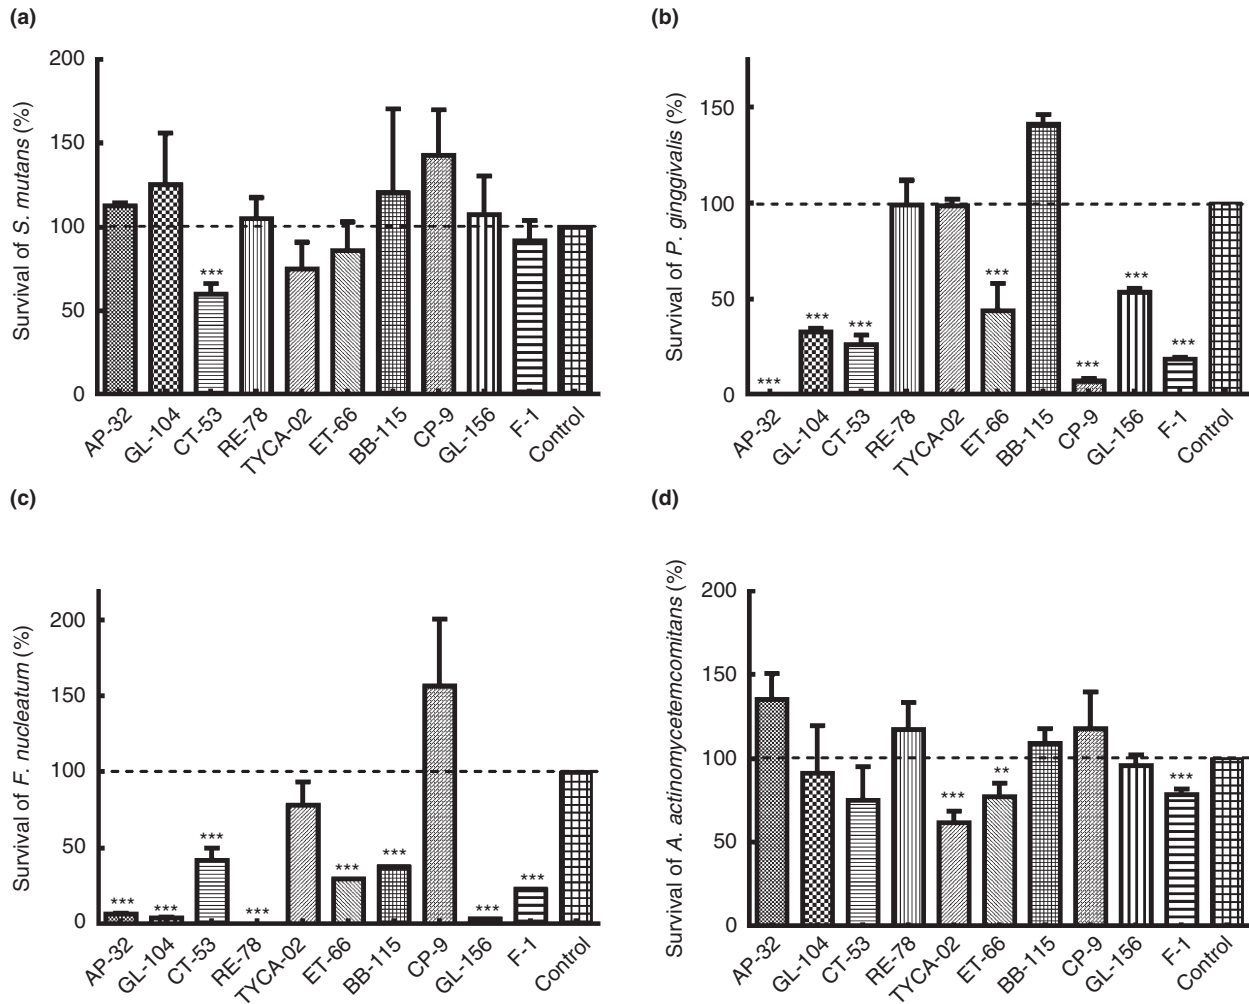 (a)
Survival of S. mutans (%)
200
150
100
50
0
***
AP-32
GL-104
CT-53
RE-78
TYCA-02
ET-66
BB-115
CP-9
GL-156
F-1
Control
(b)
Survival of P. ginggivalis (%)
150
100
50
0
***
***
***
***
***
***
***
AP-32
GL-104
CT-53
RE-78
TYCA-02
ET-66
BB-115
CP-9
GL-156
F-1
Control
(c)
Survival of F. nucleatum (%)
200
150
100
50
0
***
***
***
***
***
***
***
***
AP-32
GL-104
CT-53
RE-78
TYCA-02
ET-66
BB-115
CP-9
GL-156
F-1
Control
(d)
Survival of A. actinomycetemcomitans (%)
200
150
100
50
0
***
**
***
AP-32
GL-104
CT-53
RE-78
TYCA-02
ET-66
BB-115
CP-9
GL-156
F-1
Control